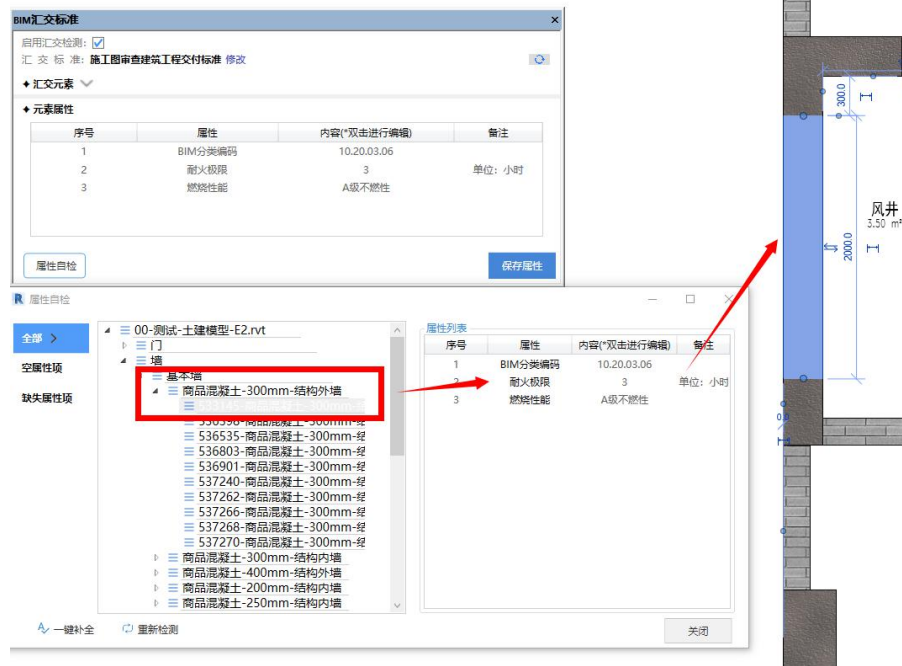 BIM汇交标准
×
启用汇交检测:
汇 交 标 准: 施工图审查建筑工程交付标准 修改
汇交元素
元素属性
序号 属性 内容(*双击进行编辑) 备注
1 BIM分类编码 10.20.03.06
2 耐火极限 3 单位: 小时
3 燃烧性能 A级不燃性
属性自检 保存属性
R 属性自检
全部 >
空属性项
缺失属性项
00-测试-土建模型-E2.rvt
门
墙
基本墙
商品混凝土-300mm-结构外墙
536535-商品混凝土-300mm-结
536803-商品混凝土-300mm-结
536901-商品混凝土-300mm-结
537240-商品混凝土-300mm-结
537262-商品混凝土-300mm-结
537266-商品混凝土-300mm-结
537268-商品混凝土-300mm-结
537270-商品混凝土-300mm-结
商品混凝土-300mm-结构内墙
商品混凝土-400mm-结构外墙
商品混凝土-200mm-结构内墙
商品混凝土-250mm-结构内墙
属性列表
序号 属性 内容(*双击进行编辑) 备注
1 BIM分类编码 10.20.03.06
2 耐火极限 3 单位: 小时
3 燃烧性能 A级不燃性
一键补全 重新检测 关闭
300.0
风井
3.50 m²
2000.0
0.0